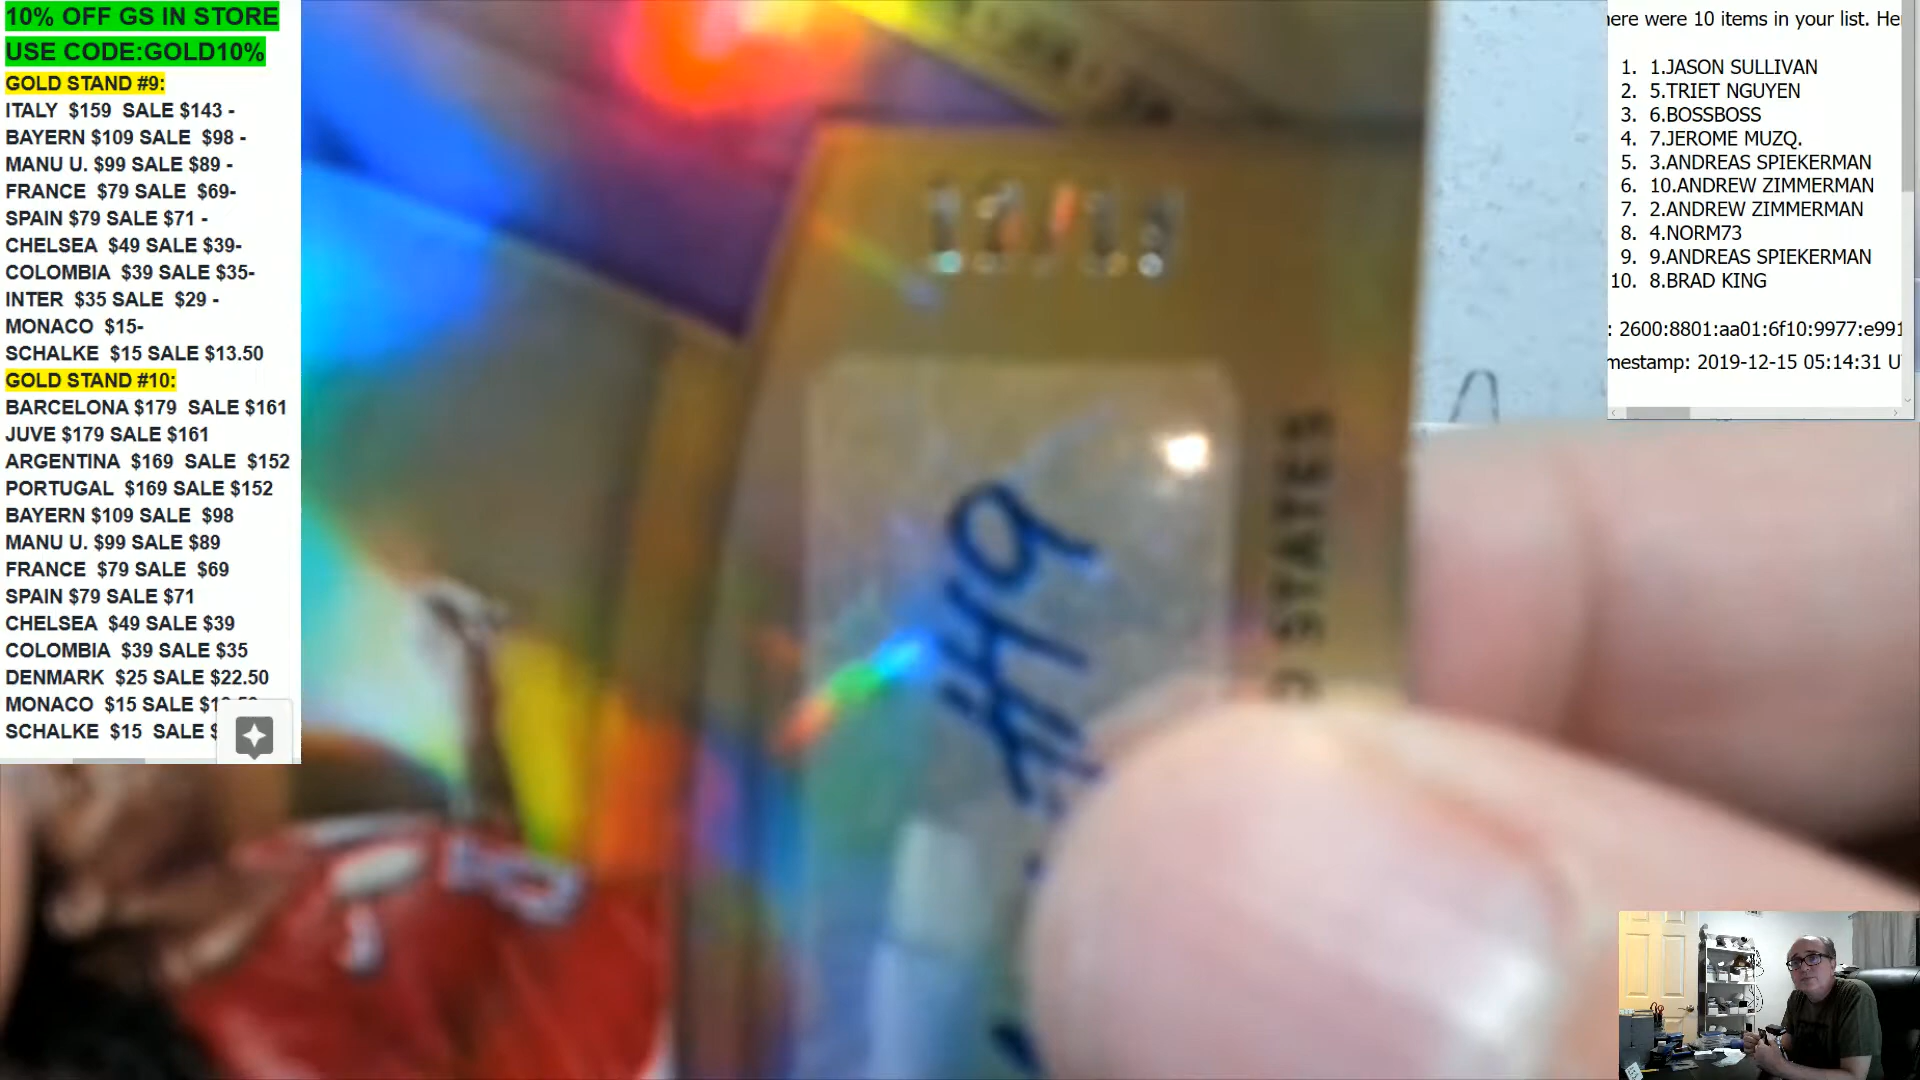 10% OFF GS IN STORE
USE CODE:GOLD10%
GOLD STAND #9:
ITALY $159 SALE $143 -
BAYERN $109 SALE $98 -
MANU U. $99 SALE $89 -
FRANCE $79 SALE $69-
SPAIN $79 SALE $71 -
CHELSEA $49 SALE $39-
COLOMBIA $39 SALE $35-
INTER $35 SALE $29 -
MONACO $15-
SCHALKE $15 SALE $13.50
GOLD STAND #10:
BARCELONA $179 SALE $161
JUVE $179 SALE $161
ARGENTINA $169 SALE $152
PORTUGAL $169 SALE $152
BAYERN $109 SALE $98
MANU U. $99 SALE $89
FRANCE $79 SALE $69
SPAIN $79 SALE $71
CHELSEA $49 SALE $39
COLOMBIA $39 SALE $35
DENMARK $25 SALE $22.50
MONACO $15 SALE
SCHALKE $15 SALE $
STATES
ere were 10 items in your list. He
1. 1.JASON SULLIVAN
2. 5.TRIET NGUYEN
3. 6.BOSSBOSS
4. 7.JEROME MUZQ.
5. 3.ANDREAS SPIEKERMAN
6. 10.ANDREW ZIMMERMAN
7. 2.ANDREW ZIMMERMAN
8. 4.NORM73
9. 9.ANDREAS SPIEKERMAN
10. 8.BRAD KING
: 2600:8801:aa01:6f10:9977:e991
mestamp: 2019-12-15 05:14:31 U